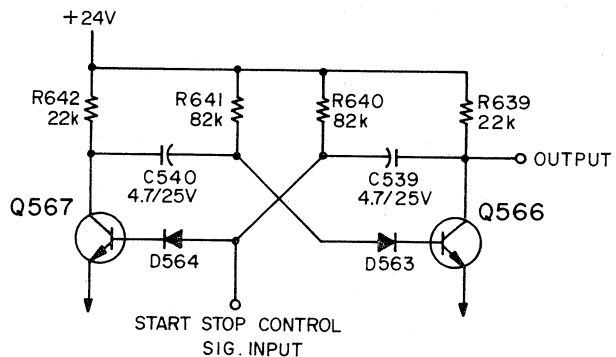 +24V
R642
22k
R641
82k
R640
82k
R639
22k
C540
4.7/25V
C539
4.7/25V
OUTPUT
Q567
Q566
D564
D563
START STOP CONTROL
SIG. INPUT